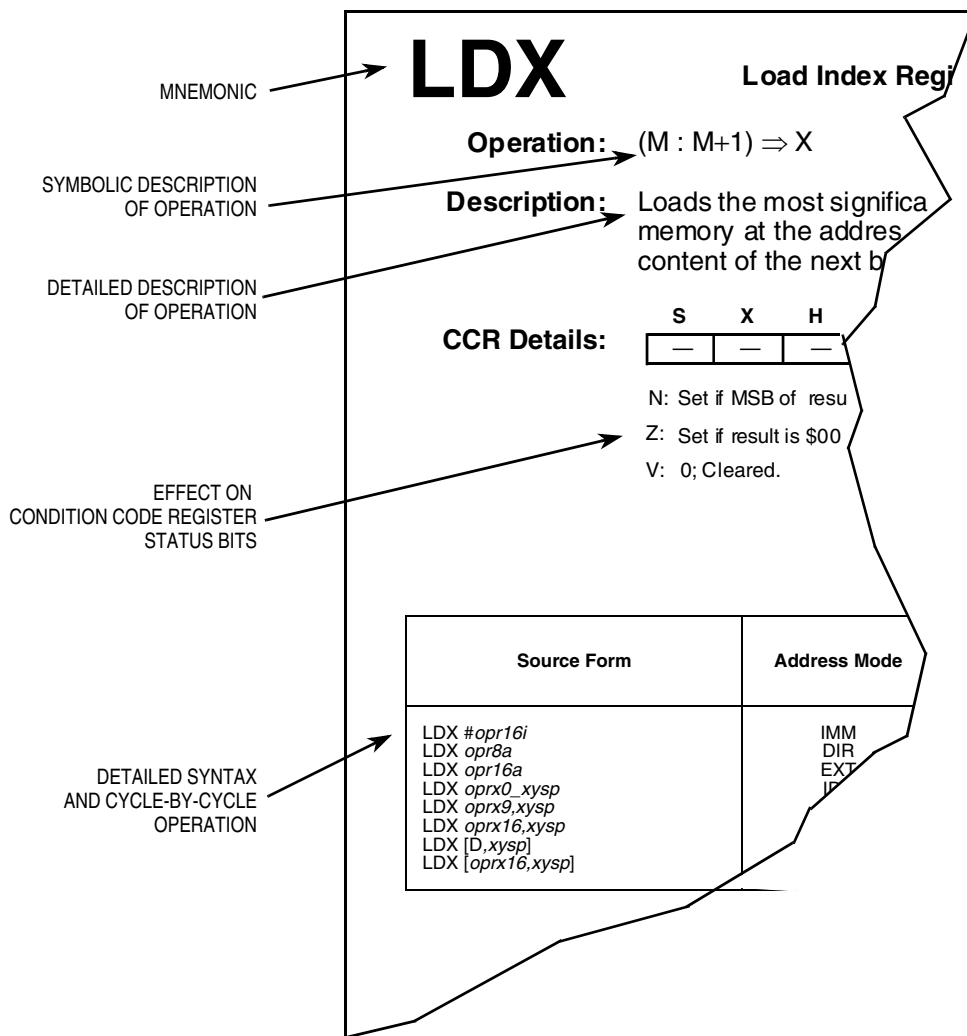 LDX
Load Index Regi
MNEMONIC
Operation: (M : M+1) ⇒ X
SYMBOLIC DESCRIPTION
OF OPERATION
Description: Loads the most significa
memory at the addres
content of the next b
DETAILED DESCRIPTION
OF OPERATION
S X H
CCR Details: — — —
N: Set if MSB of resu
Z: Set if result is $00
V: 0; Cleared.
EFFECT ON
CONDITION CODE REGISTER
STATUS BITS
Source Form Address Mode
LDX #opr16i IMM
LDX opr8a DIR
LDX opr16a EXT
LDX oprx0_xysp
LDX oprx9,xysp
LDX oprx16,xysp
LDX [D,xysp]
LDX [oprx16,xysp]
DETAILED SYNTAX
AND CYCLE-BY-CYCLE
OPERATION